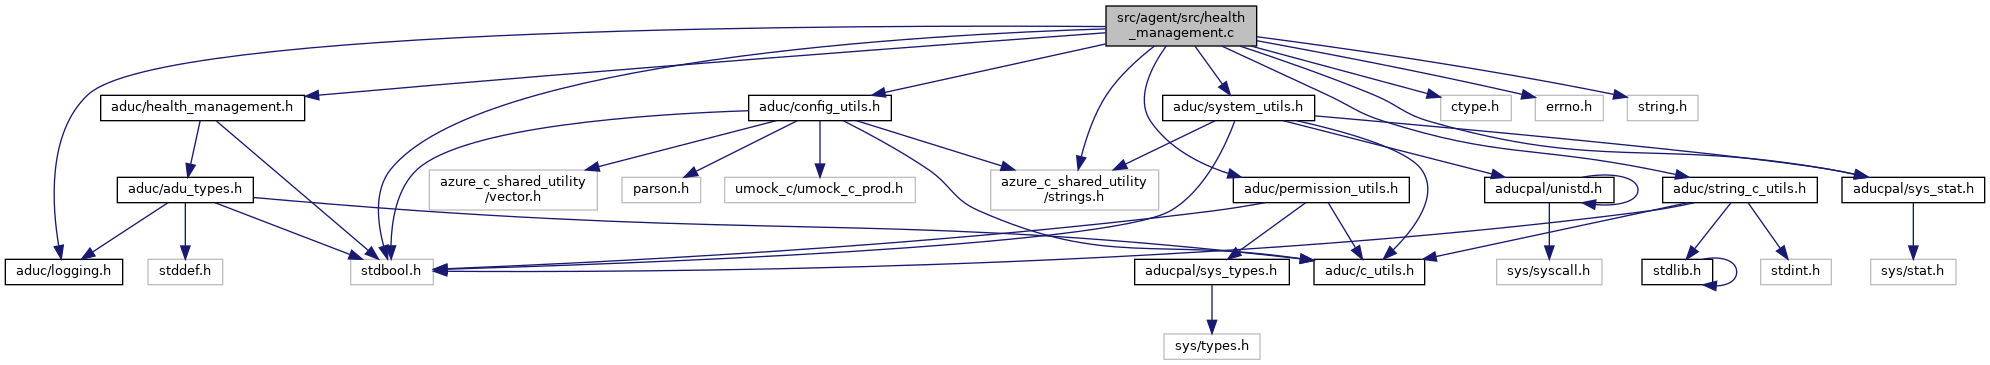 src/agent/src/health
_management.c
aduc/health_management.h
aduc/config_utils.h
aduc/system_utils.h
ctype.h
errno.h
string.h
aduc/adu_types.h
azure_c_shared_utility
/vector.h
parson.h
umock_c/umock_c_prod.h
azure_c_shared_utility
/strings.h
aduc/permission_utils.h
aducpal/unistd.h
aduc/string_c_utils.h
aducpal/sys_stat.h
aduc/logging.h
stddef.h
stdbool.h
aducpal/sys_types.h
aduc/c_utils.h
sys/syscall.h
stdlib.h
stdint.h
sys/stat.h
sys/types.h